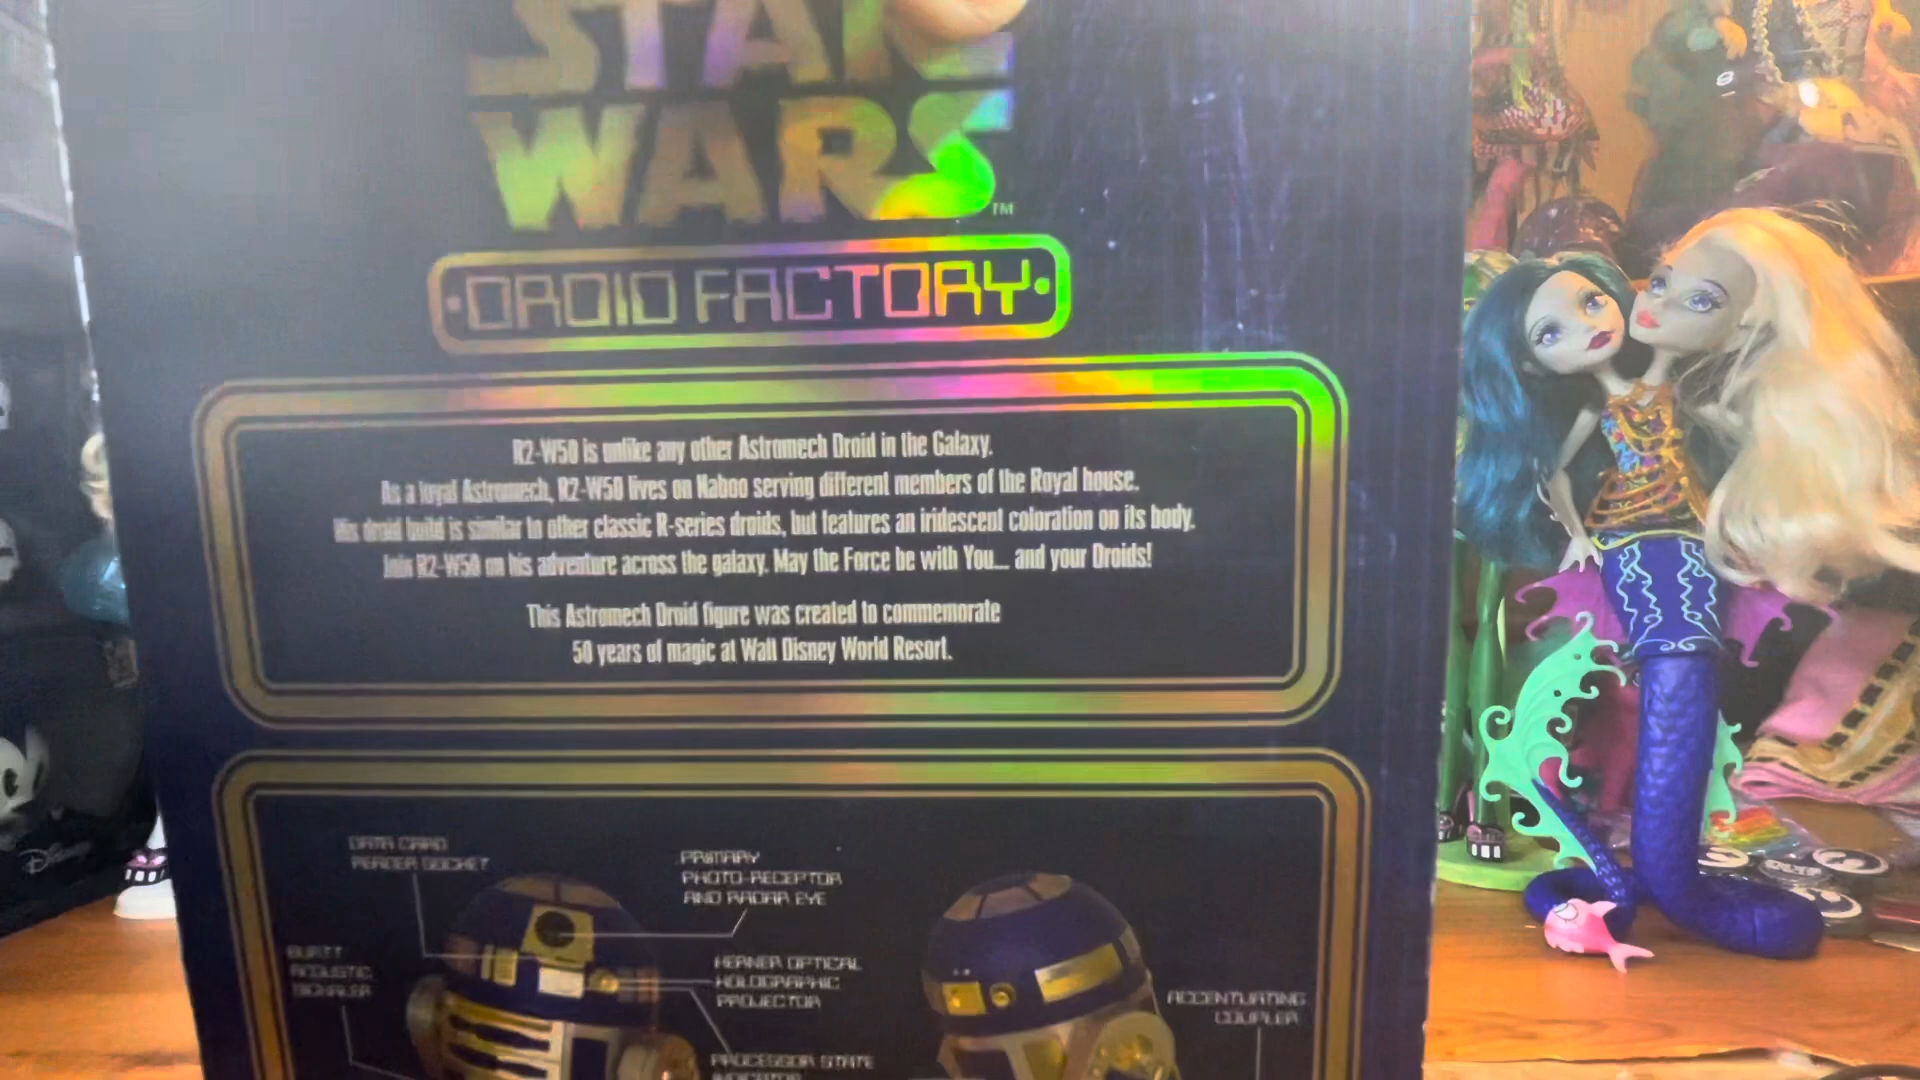 STAR
WARS™
DROID FACTORY
R2-W50 is unlike any other Astromech Droid in the Galaxy.
As a loyal Astromech, R2-W50 lives on Naboo serving different members of the Royal house.
His droid build is similar to other classic R-series droids, but features an iridescent coloration on its body.
Join R2-W50 on his adventure across the galaxy. May the Force be with You... and your Droids!
This Astromech Droid figure was created to commemorate
50 years of magic at Walt Disney World Resort.
DATA CARD
READER SOCKET
PRIMARY
PHOTO-RECEPTOR
AND RADAR EYE
BURST
ACOUSTIC
SIGNALER
HERNER OPTICAL
HOLOGRAPHIC
PROJECTOR
ACCENTUATING
COUPLER
PROCESSOR STATE
INDICATOR
Disney